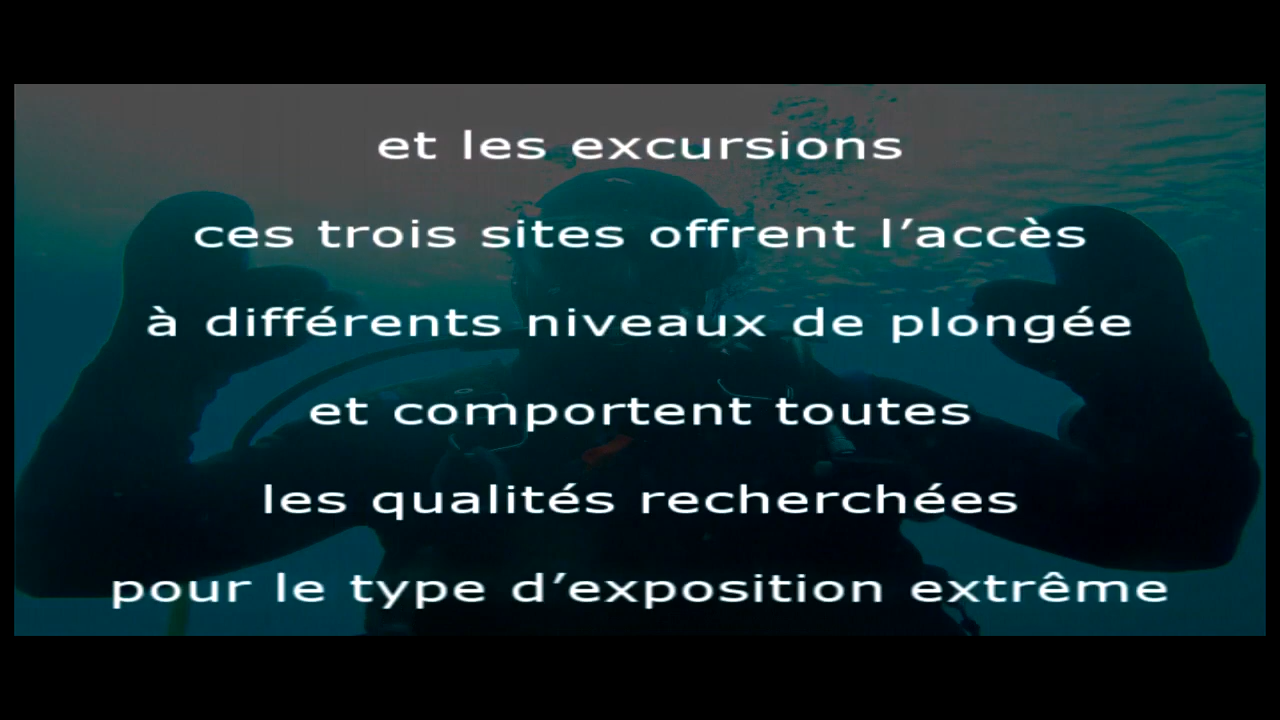 et les excursions
ces trois sites offrent l’accès
à différents niveaux de plongée
et comportent toutes
les qualités recherchées
pour le type d’exposition extrême